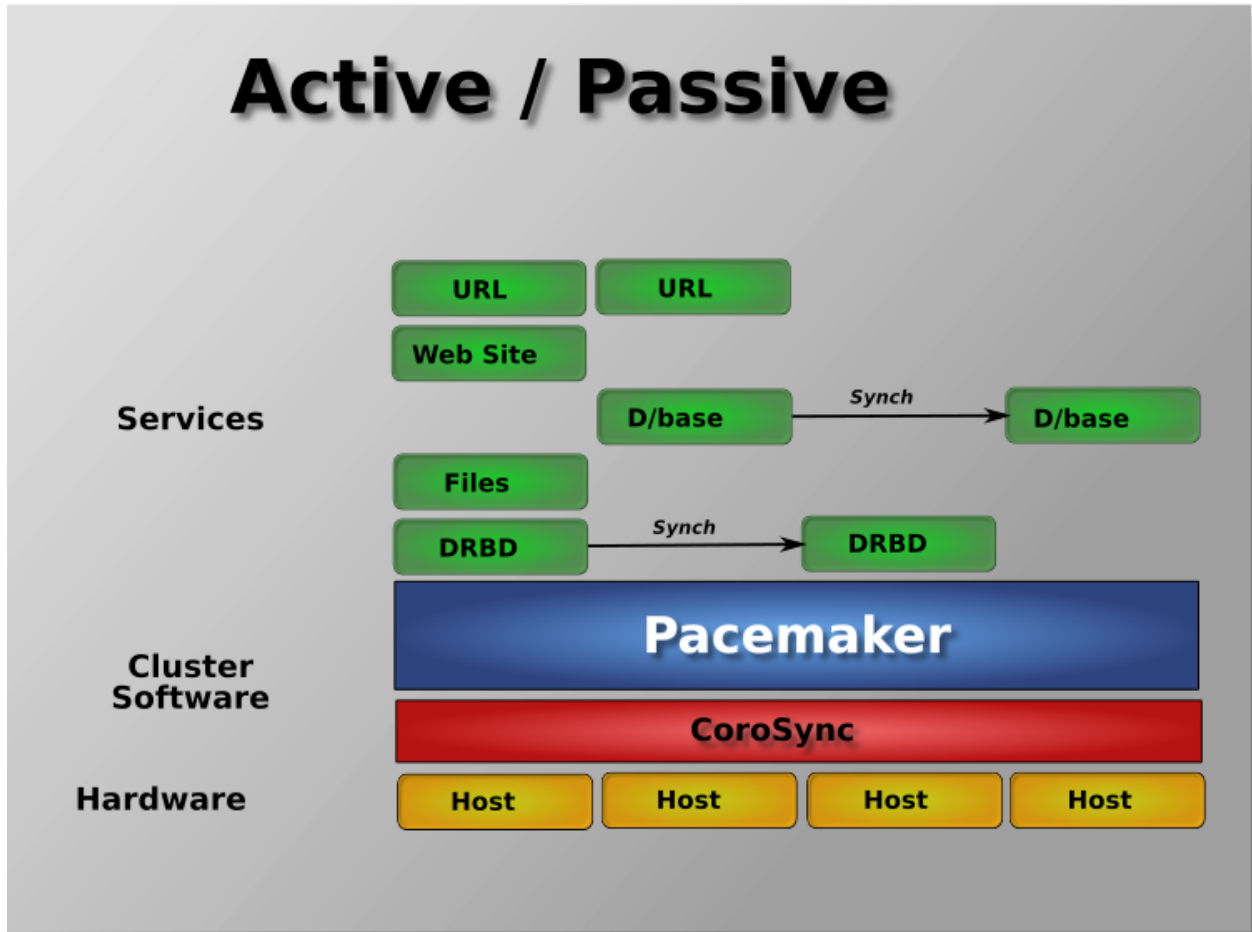 Active / Passive
URL URL
Web Site
Services D/base Synch D/base
Files
DRBD Synch DRBD
Pacemaker
Cluster
Software
CoroSync
Hardware Host Host Host Host